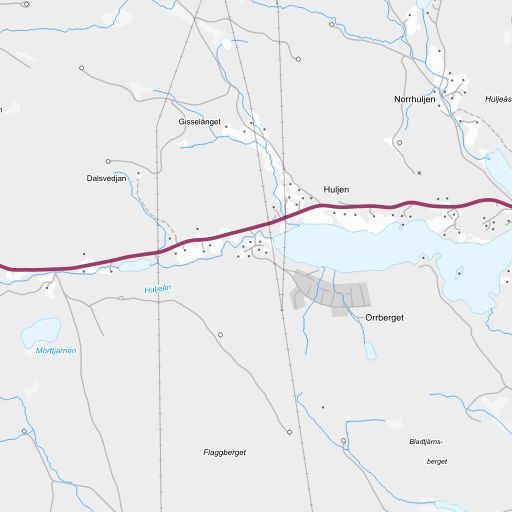 Norrhuljen
Huljeås
Gisselånget
Dalsvedjan
Huljen
Huljeån
Orrberget
Mörttjärnen
Bladtjärns-
berget
Flaggberget